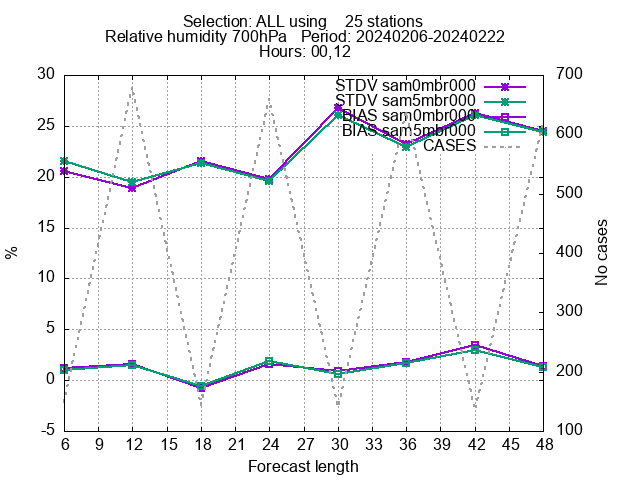 Selection: ALL using    25 stations
Relative humidity 700hPa   Period: 20240206-20240222
Hours: 00,12
STDV sam0mbr000
STDV sam5mbr000
BIAS sam0mbr000
BIAS sam5mbr000
CASES
30
25
20
15
10
5
0
-5
%
700
600
500
400
300
200
100
No cases
6 9 12 15 18 21 24 27 30 33 36 39 42 45 48
Forecast length